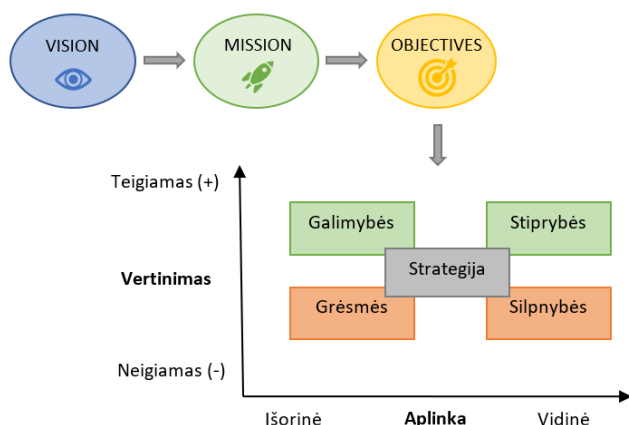 VISION
MISSION
OBJECTIVES
Teigiamas (+)
Galimybės
Stiprybės
Vertinimas
Strategija
Grėsmės
Silpnybės
Neigiamas (-)
Išorinė
Aplinka
Vidinė